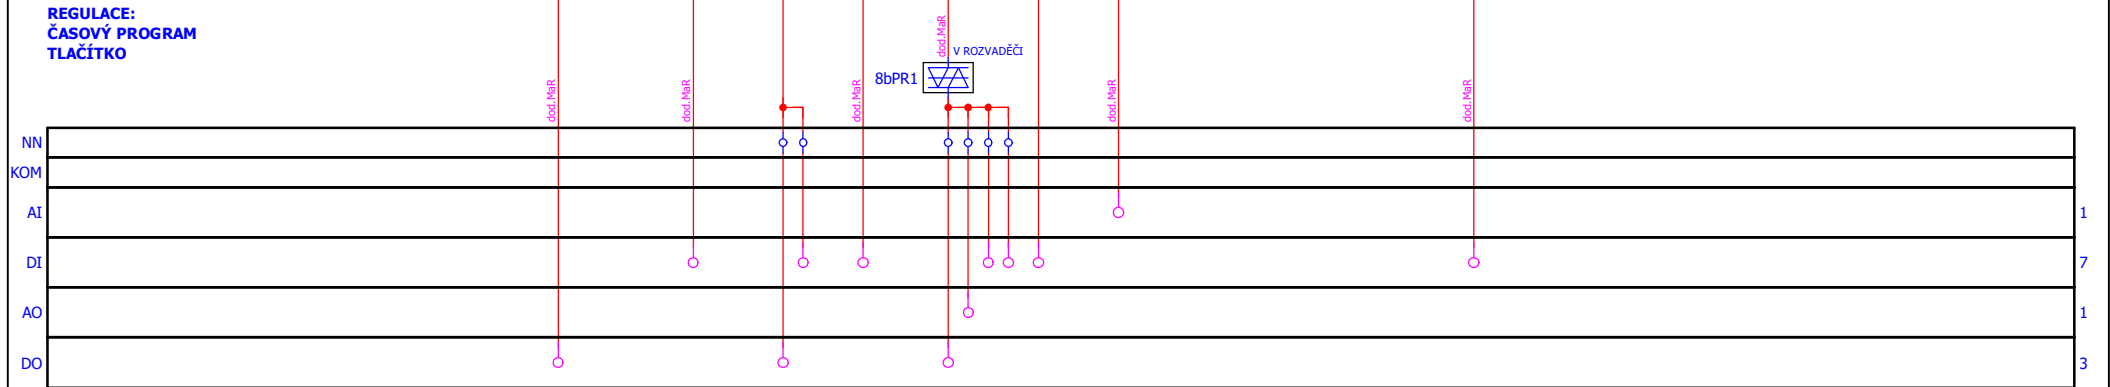 REGULACE:
ČASOVÝ PROGRAM
TLAČÍTKO
dod.MaR
V ROZVADĚČI
8bPR1
dod.MaR
dod.MaR
dod.MaR
dod.MaR
dod.MaR
NN
KOM
AI
1
DI
7
AO
1
DO
3